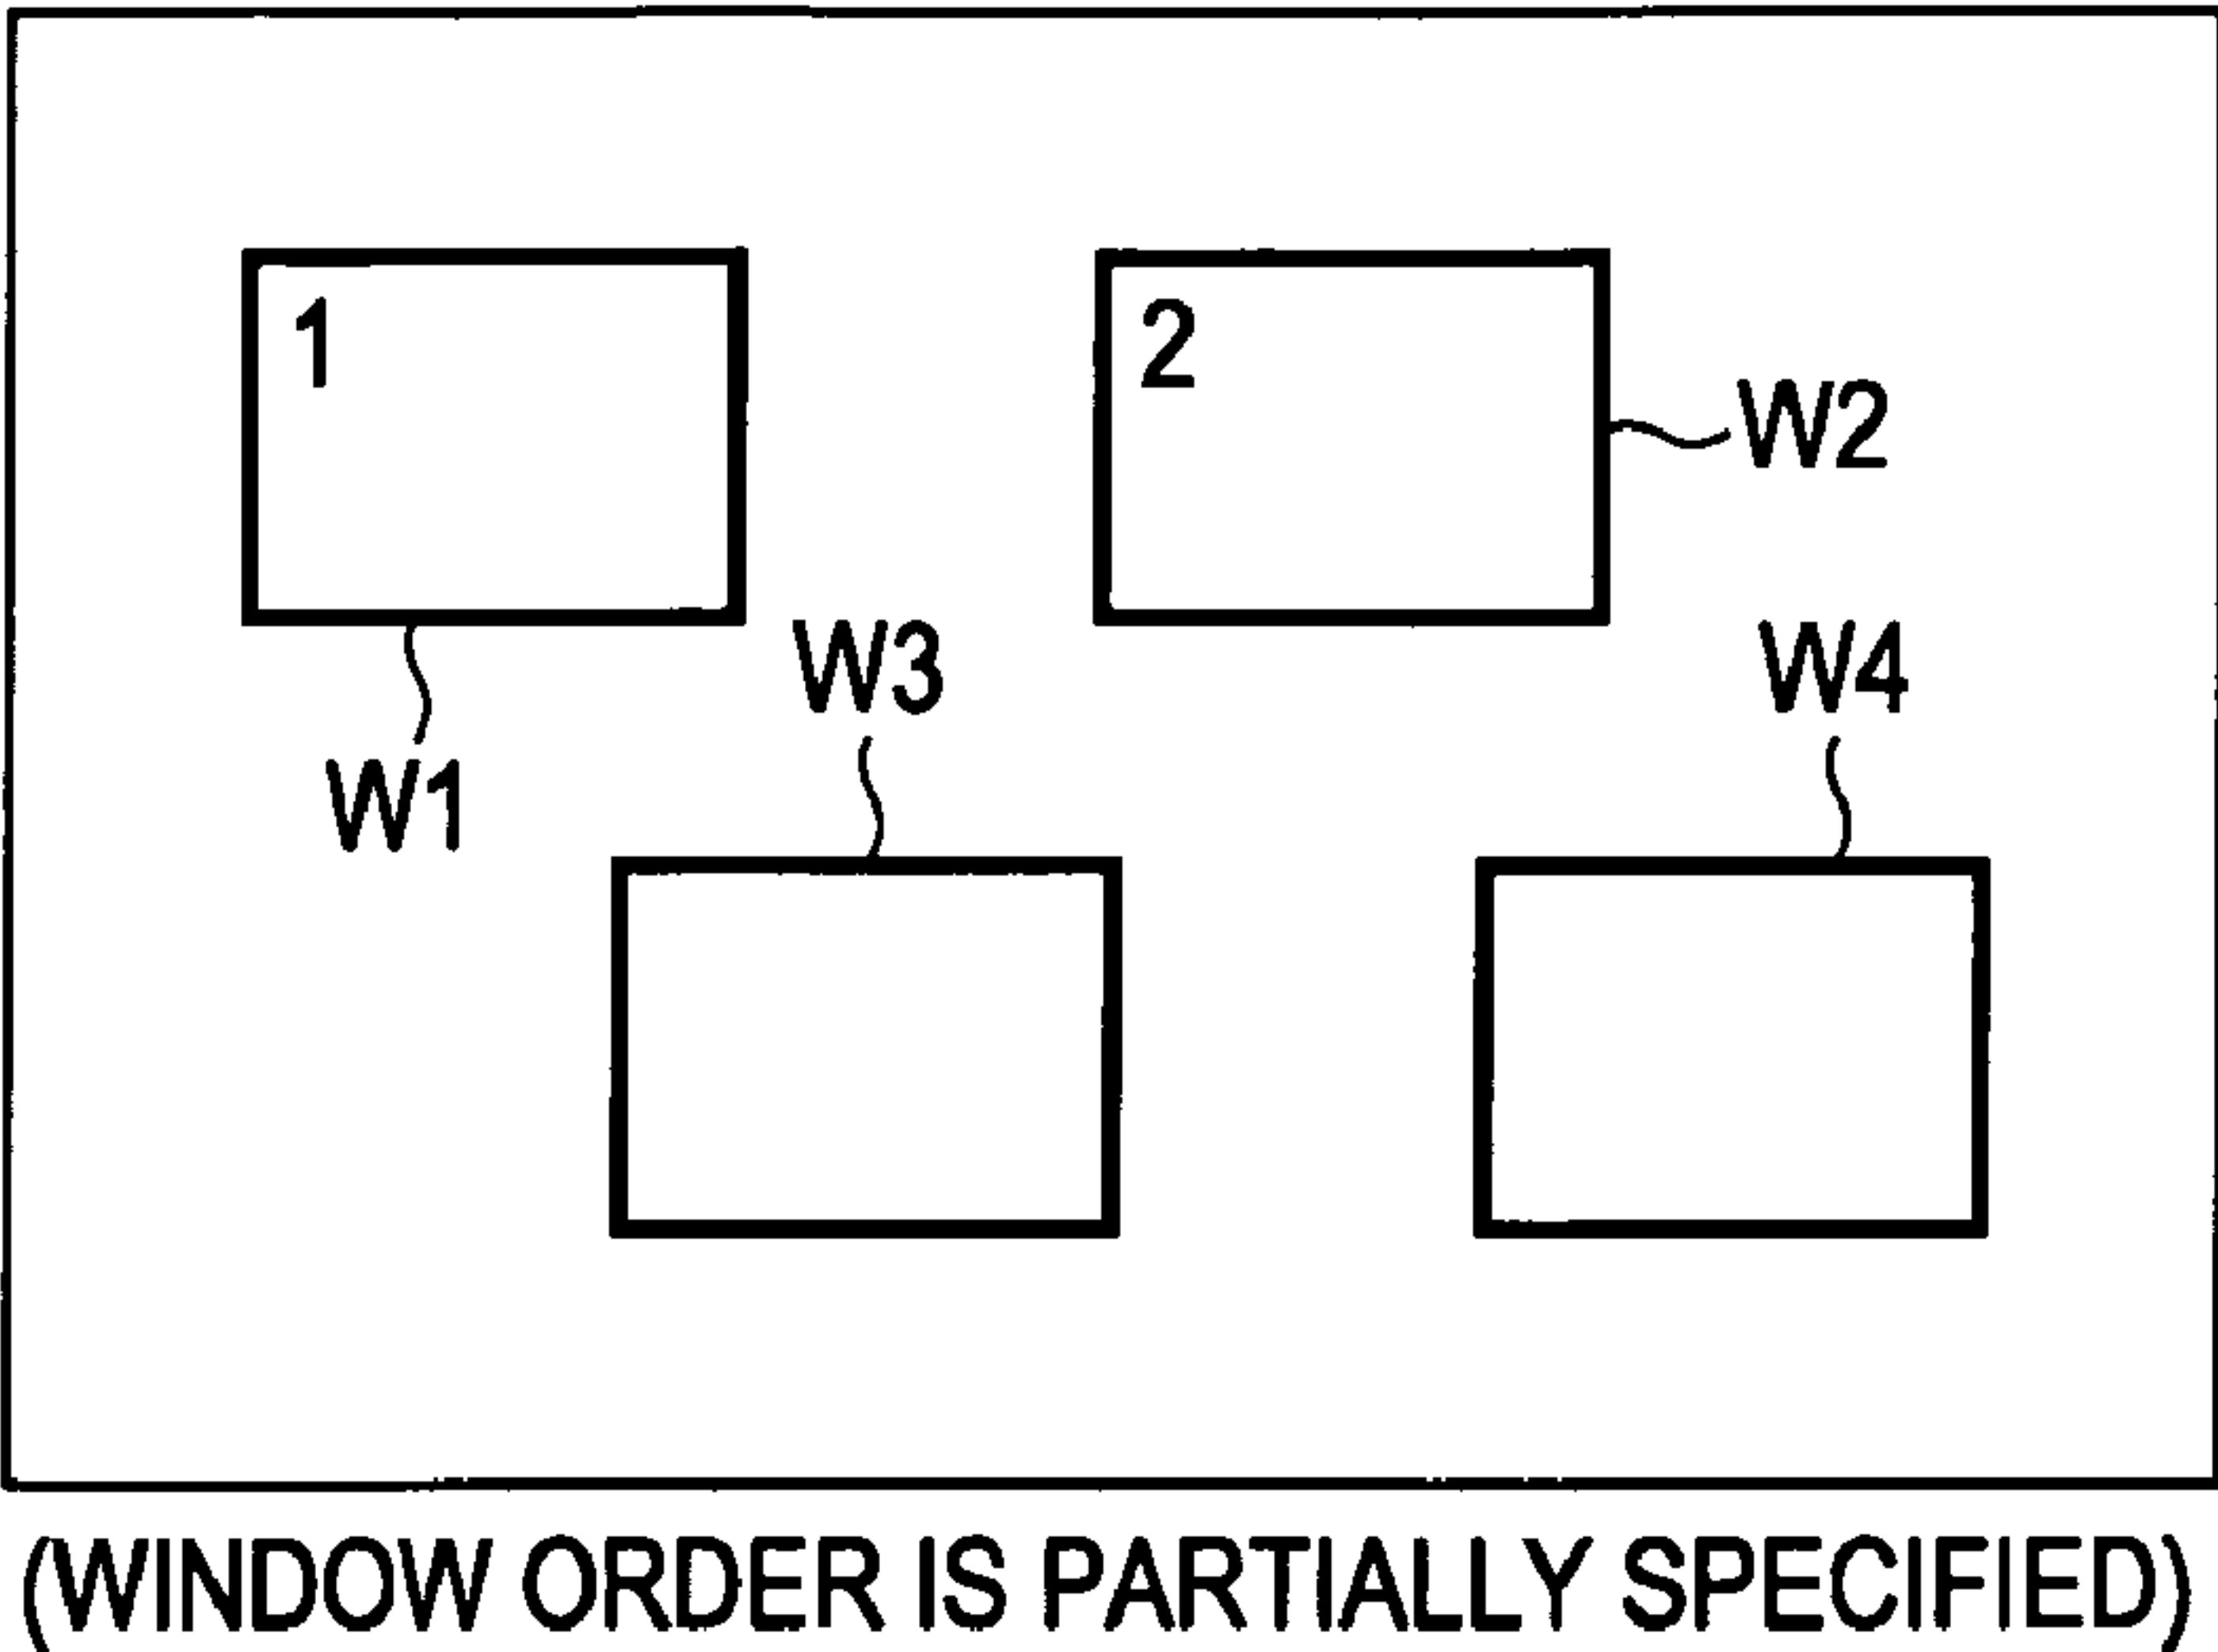 1
2
W2
W3
W4
W1
(WINDOW ORDER IS PARTIALLY SPECIFIED)